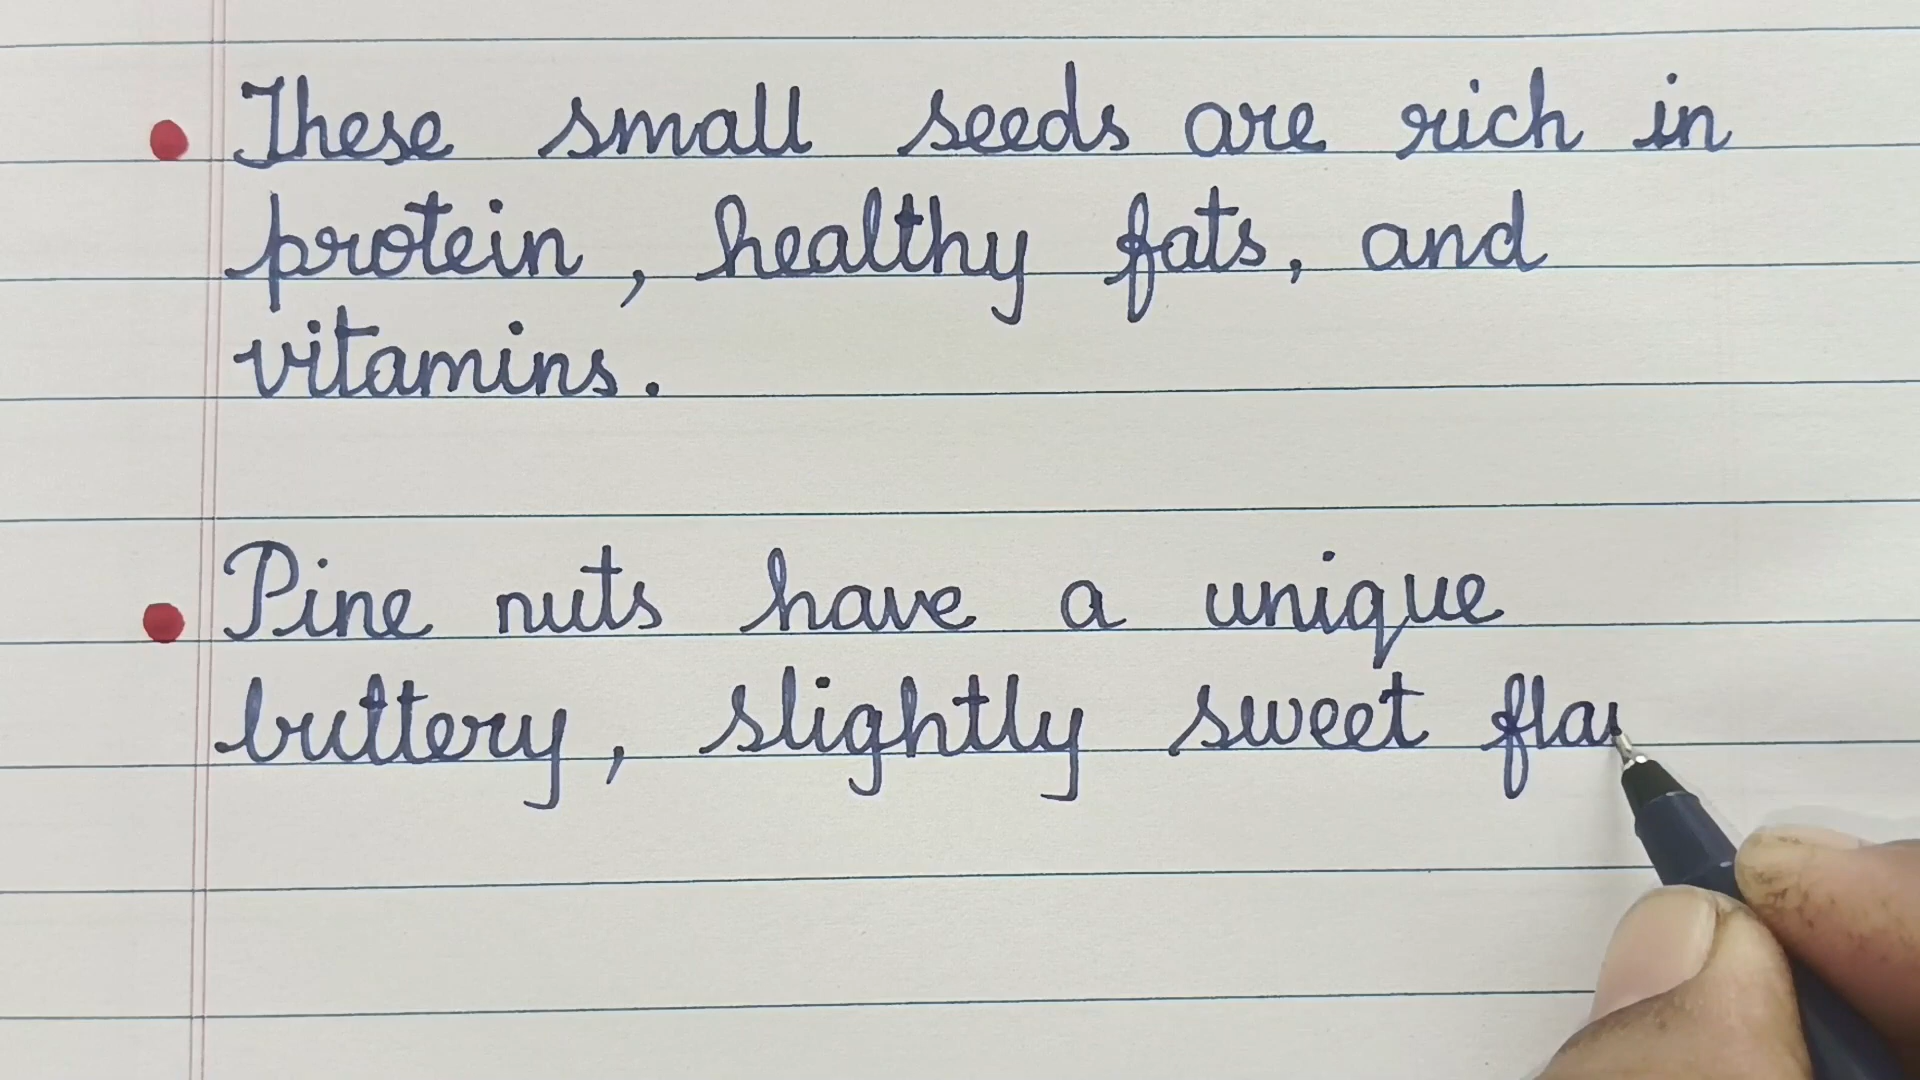 These small seeds are rich in
protein, healthy fats, and
vitamins.
Pine nuts have a unique
buttery, slightly sweet